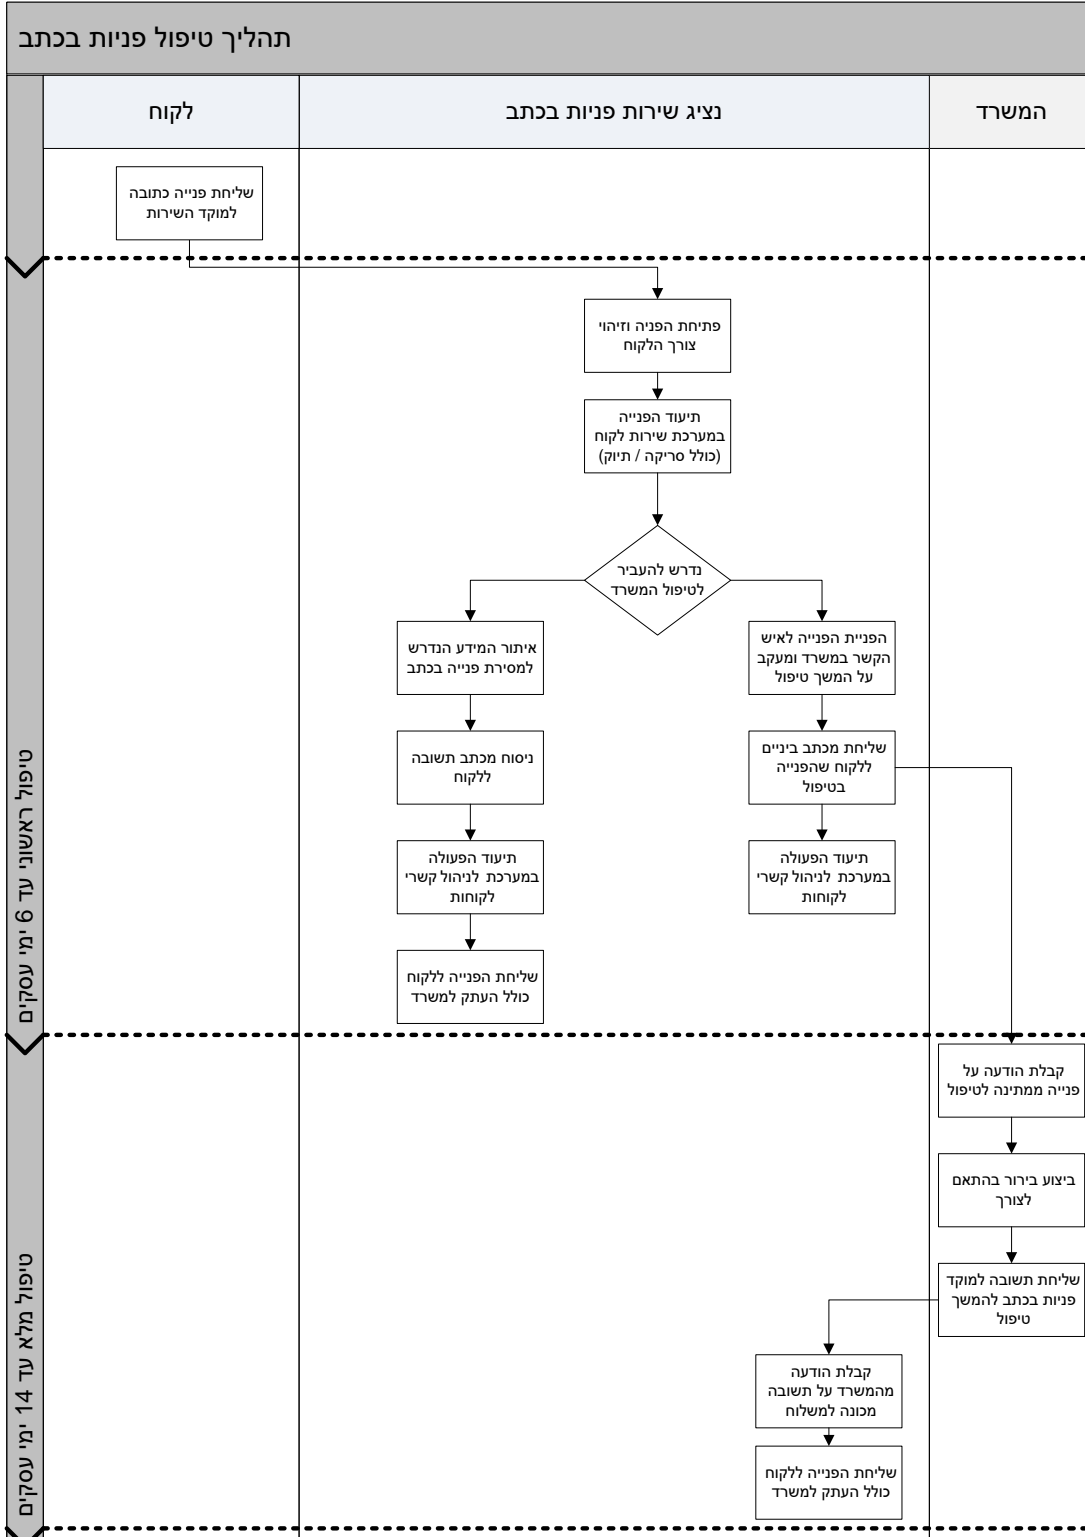 תהליך טיפול פניות בכתב
המשרד
נציג שירות פניות בכתב
לקוח
שליחת פנייה כתובה
למוקד השירות
פתיחת הפניה וזיהוי
צורך הלקוח
תיעוד הפנייה
במערכת שירות לקוח
(כולל סריקה / תיוק)
נדרש להעביר
לטיפול המשרד
הפניית הפנייה לאיש
הקשר במשרד ומעקב
על המשך טיפול
שליחת מכתב ביניים
ללקוח שהפנייה
בטיפול
תיעוד הפעולה
במערכת לניהול קשרי
לקוחות
איתור המידע הנדרש
למסירת פנייה בכתב
ניסוח מכתב תשובה
ללקוח
תיעוד הפעולה
במערכת לניהול קשרי
לקוחות
שליחת הפנייה ללקוח
כולל העתק למשרד
טיפול ראשוני עד 6 ימי עסקים
קבלת הודעה על
פנייה ממתינה לטיפול
ביצוע בירור בהתאם
לצורך
שליחת תשובה למוקד
פניות בכתב להמשך
טיפול
קבלת הודעה
מהמשרד על תשובה
מכונה למשלוח
שליחת הפנייה ללקוח
כולל העתק למשרד
טיפול מלא עד 14 ימי עסקים